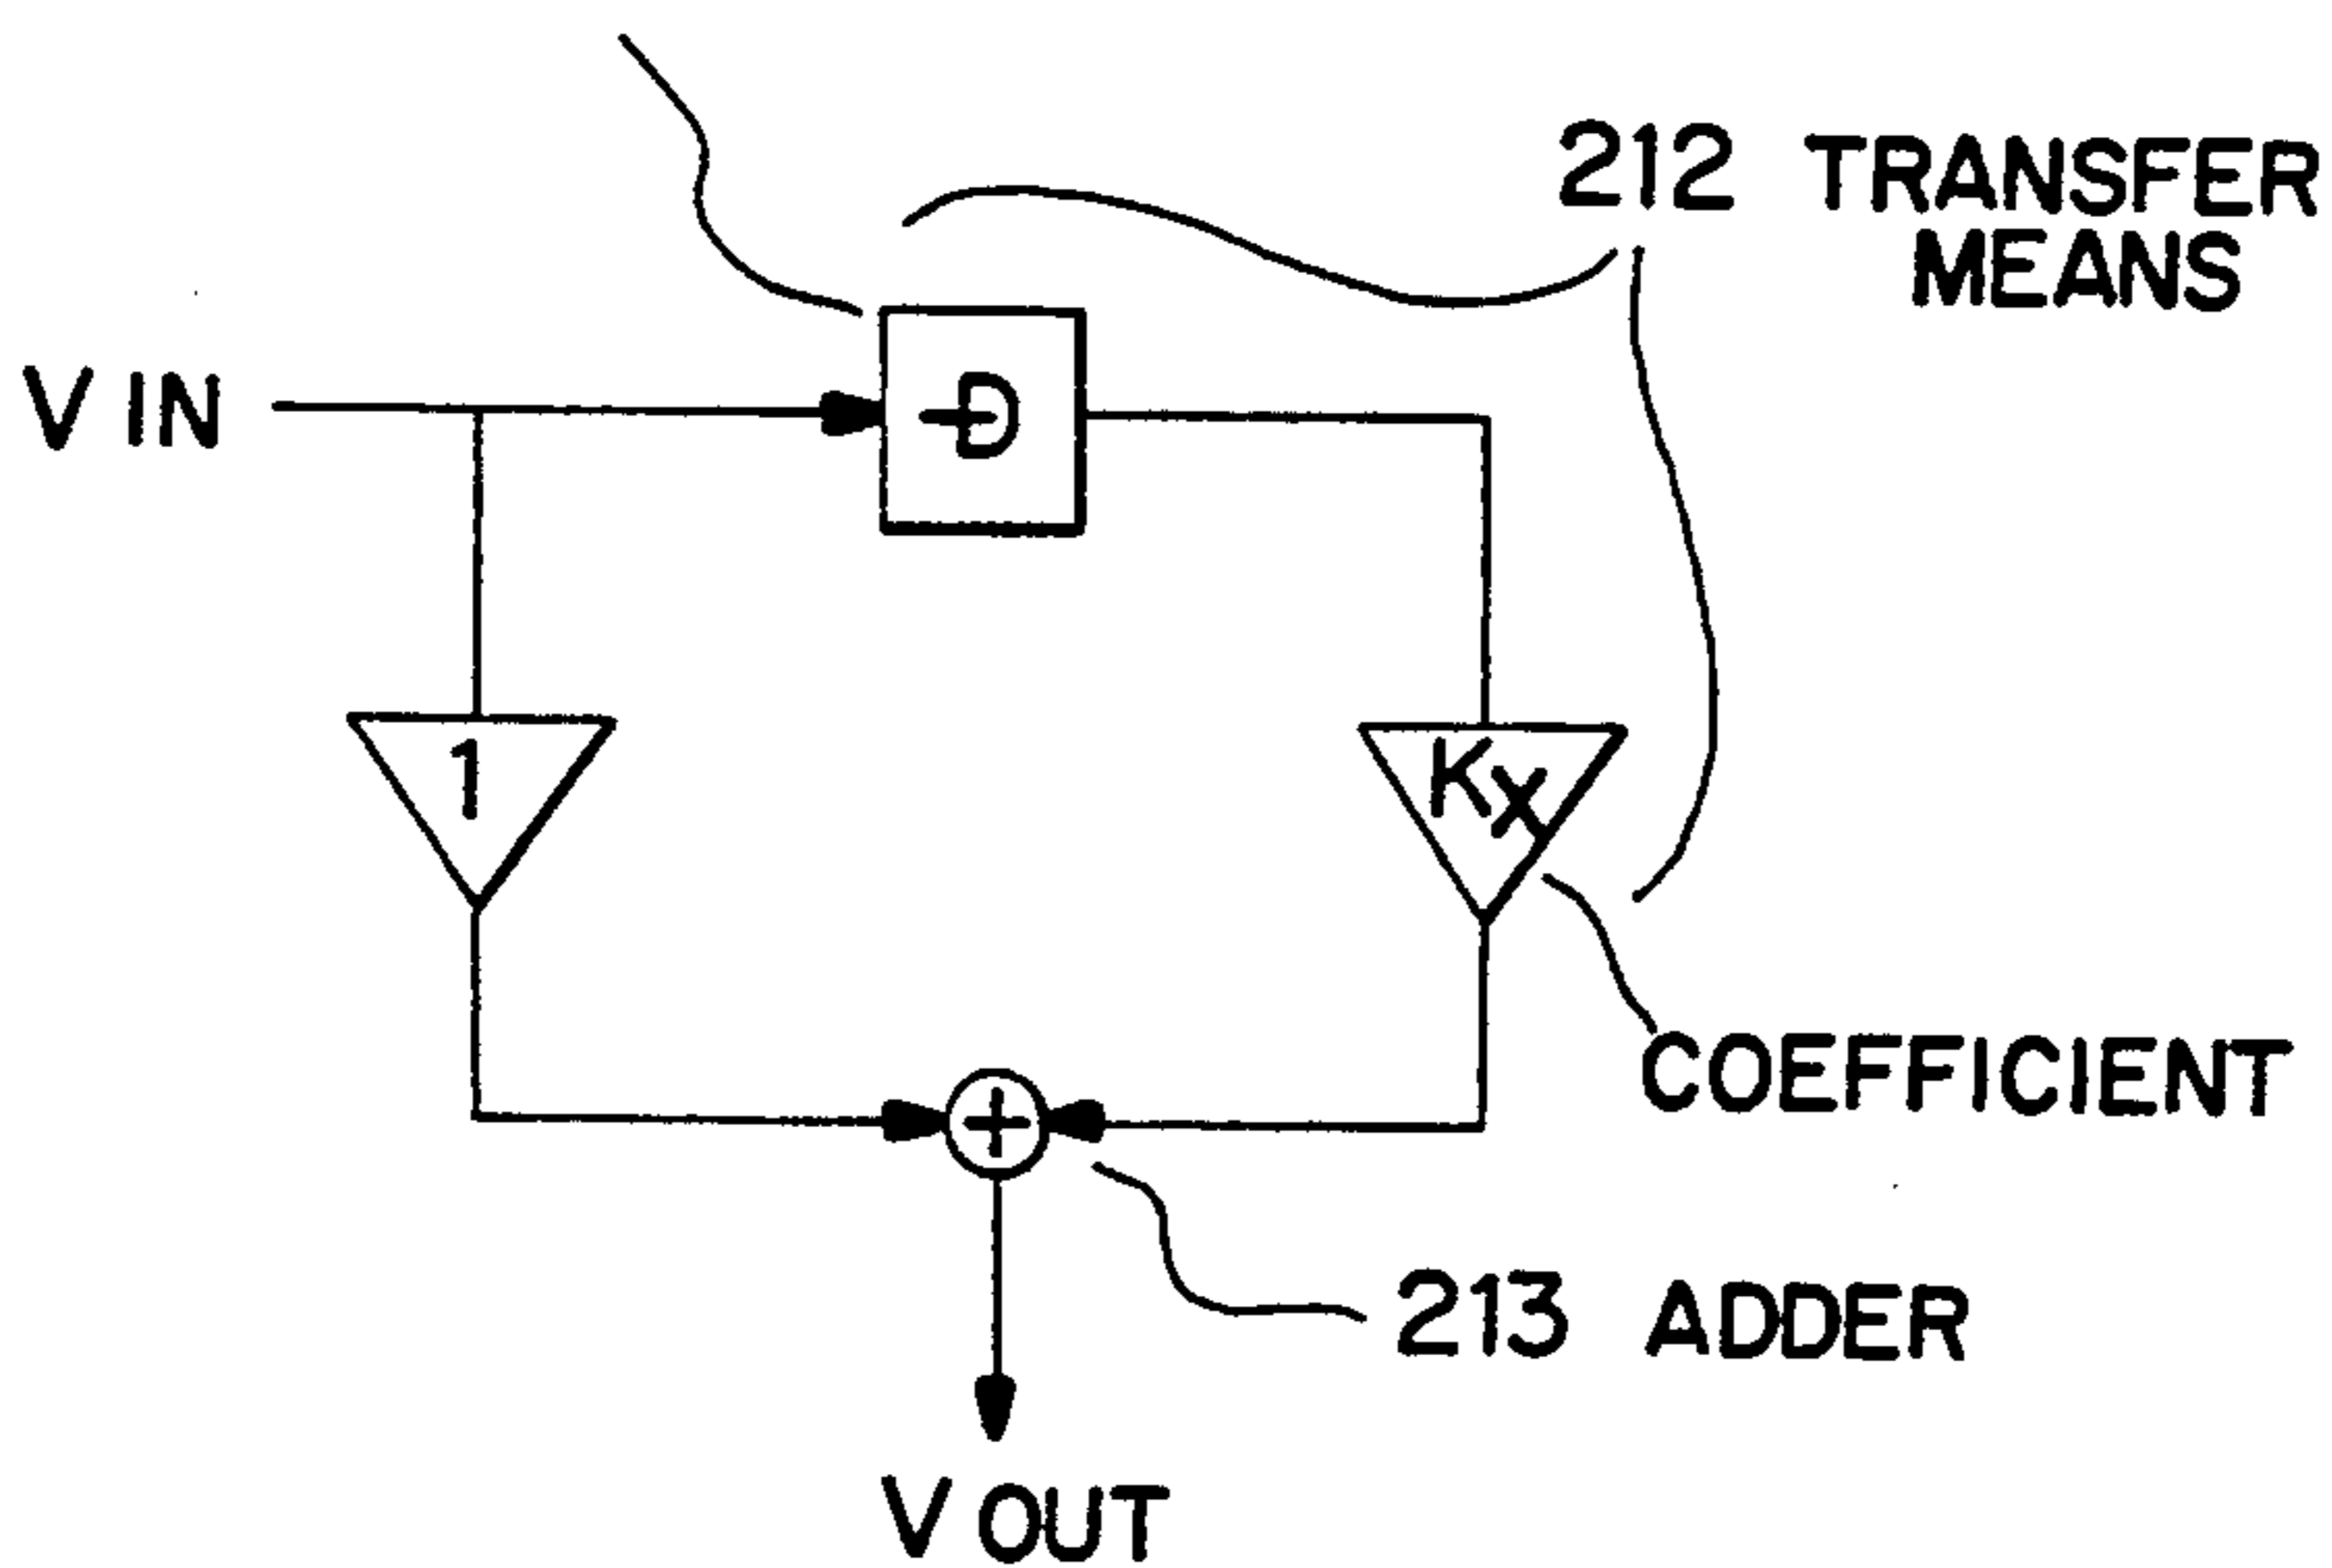 212 TRANSFER
MEANS
V IN
-D
1
Kx
COEFFICIENT
+
213 ADDER
V OUT